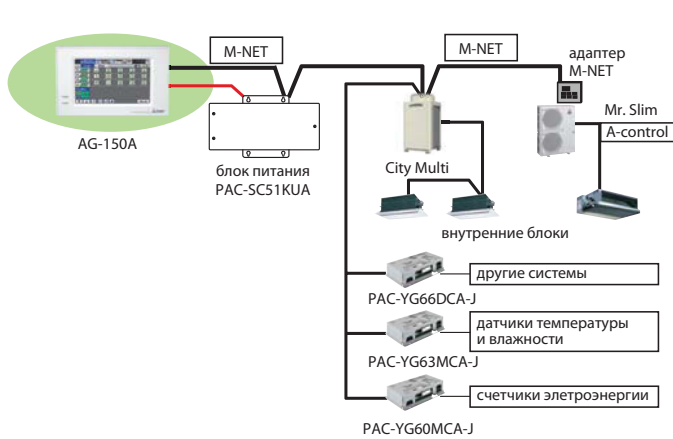 M-NET
M-NET
адаптер
M-NET
AG-150A
блок питания
PAC-SC51KUA
City Multi
Mr. Slim
A-control
внутренние блоки
другие системы
PAC-YG66DCA-J
датчики температуры
и влажности
PAC-YG63MCA-J
счетчики элетроэнергии
PAC-YG60MCA-J